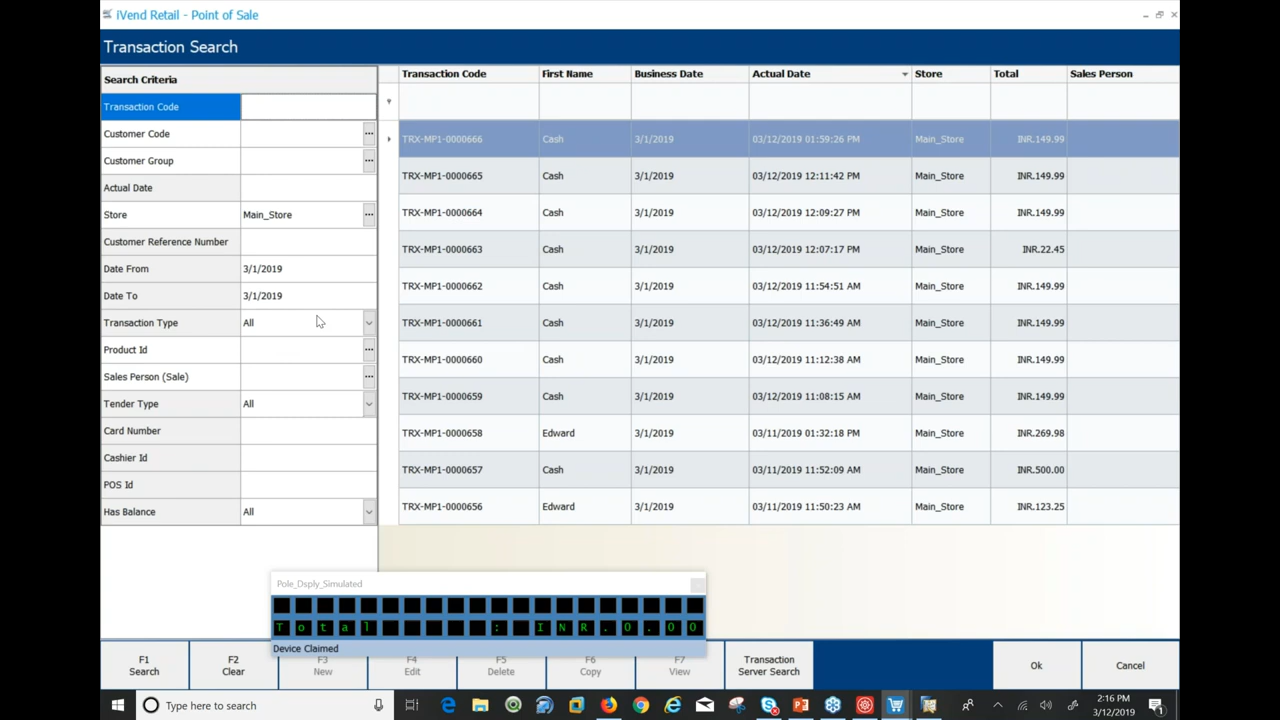 iVend Retail - Point of Sale
Transaction Search
Search Criteria
Transaction Code
Customer Code
Customer Group
Actual Date
Store Main_Store
Customer Reference Number
Date From 3/1/2019
Date To 3/1/2019
Transaction Type All
Product Id
Sales Person (Sale)
Tender Type All
Card Number
Cashier Id
POS Id
Has Balance All
Transaction Code First Name Business Date Actual Date Store Total Sales Person
TRX-MP1-0000666 Cash 3/1/2019 03/12/2019 01:59:26 PM Main_Store INR.149.99
TRX-MP1-0000665 Cash 3/1/2019 03/12/2019 12:11:42 PM Main_Store INR.149.99
TRX-MP1-0000664 Cash 3/1/2019 03/12/2019 12:09:27 PM Main_Store INR.149.99
TRX-MP1-0000663 Cash 3/1/2019 03/12/2019 12:07:17 PM Main_Store INR.22.45
TRX-MP1-0000662 Cash 3/1/2019 03/12/2019 11:54:51 AM Main_Store INR.149.99
TRX-MP1-0000661 Cash 3/1/2019 03/12/2019 11:36:49 AM Main_Store INR.149.99
TRX-MP1-0000660 Cash 3/1/2019 03/12/2019 11:12:38 AM Main_Store INR.149.99
TRX-MP1-0000659 Cash 3/1/2019 03/12/2019 11:08:15 AM Main_Store INR.149.99
TRX-MP1-0000658 Edward 3/1/2019 03/11/2019 01:32:18 PM Main_Store INR.269.98
TRX-MP1-0000657 Cash 3/1/2019 03/11/2019 11:52:09 AM Main_Store INR.500.00
TRX-MP1-0000656 Edward 3/1/2019 03/11/2019 11:50:23 AM Main_Store INR.123.25
Pole_Dsply_Simulated
Total : INR.0.00
Device Claimed
F1 Search
F2 Clear
F3 New
F4 Edit
F5 Delete
F6 Copy
F7 View
Transaction Server Search
Ok
Cancel
Type here to search
2:16 PM
3/12/2019